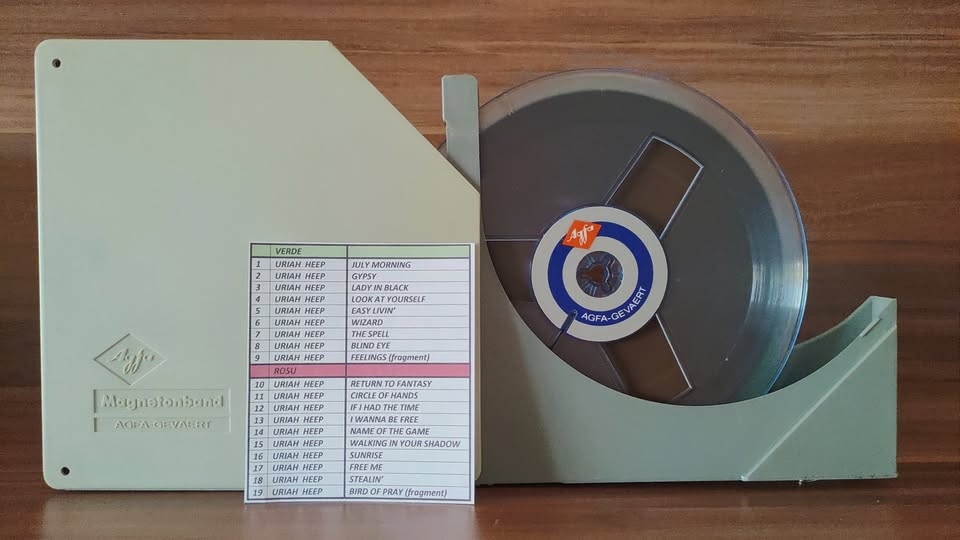 VERDE
1 URIAH HEEP JULY MORNING
2 URIAH HEEP GYPSY
3 URIAH HEEP LADY IN BLACK
4 URIAH HEEP LOOK AT YOURSELF
5 URIAH HEEP EASY LIVIN'
6 URIAH HEEP WIZARD
7 URIAH HEEP THE SPELL
8 URIAH HEEP BLIND EYE
9 URIAH HEEP FEELINGS (fragment)
ROSU
10 URIAH HEEP RETURN TO FANTASY
11 URIAH HEEP CIRCLE OF HANDS
12 URIAH HEEP IF I HAD THE TIME
13 URIAH HEEP I WANNA BE FREE
14 URIAH HEEP NAME OF THE GAME
15 URIAH HEEP WALKING IN YOUR SHADOW
16 URIAH HEEP SUNRISE
17 URIAH HEEP FREE ME
18 URIAH HEEP STEALIN'
19 URIAH HEEP BIRD OF PRAY (fragment)
Agfa
Magnetonband
AGFA-GEVAERT
Agfa
AGFA-GEVAERT